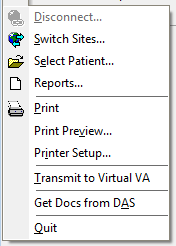 Disconnect...
Switch Sites...
Select Patient...
Reports...
Print
Print Preview...
Printer Setup...
Transmit to Virtual VA
Get Docs from DAS
Quit